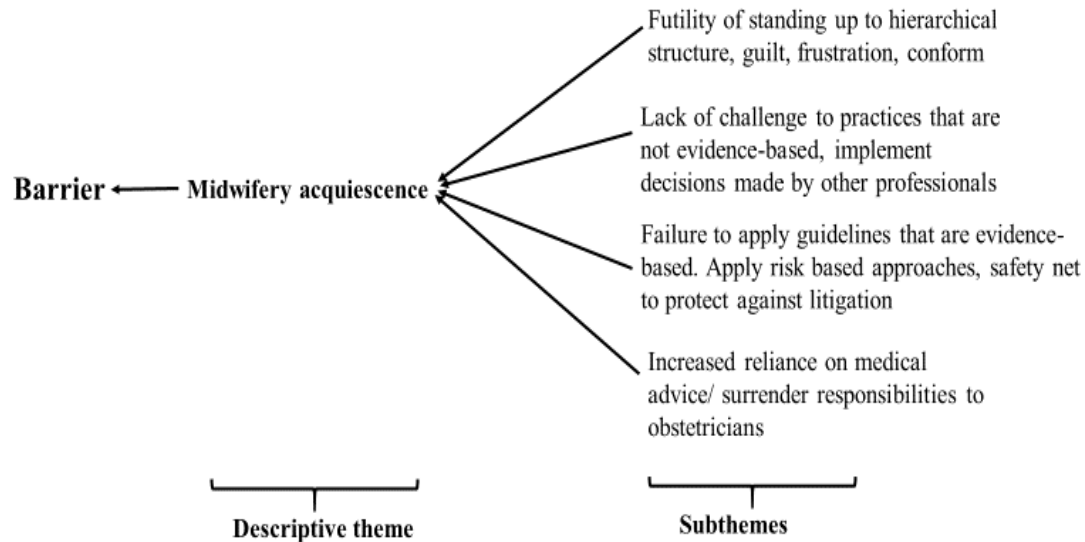 Futility of standing up to hierarchical
structure, guilt, frustration, conform
Lack of challenge to practices that are
not evidence-based, implement
decisions made by other professionals
Barrier
Midwifery acquiescence
Failure to apply guidelines that are evidence-
based. Apply risk based approaches, safety net
to protect against litigation
Increased reliance on medical
advice/ surrender responsibilities to
obstetricians
Descriptive theme
Subthemes